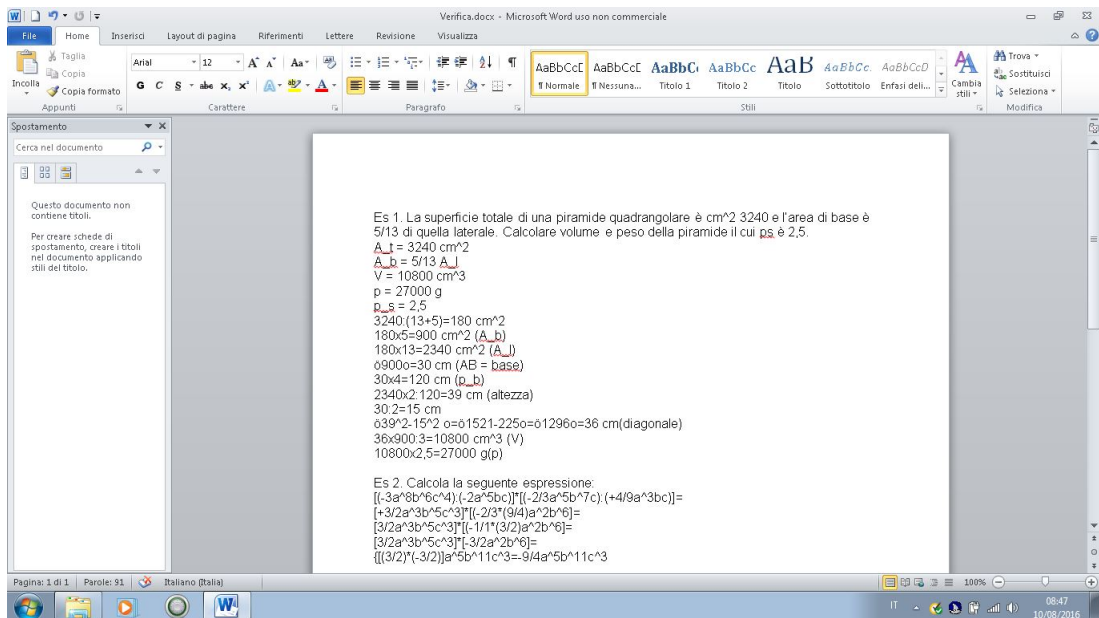 Verifica.docx - Microsoft Word uso non commerciale
File Home Inserisci Layout di pagina Riferimenti Lettere Revisione Visualizza
Incolla
Taglia
Copia
Copia formato
Appunti
Arial 12
G C S abc x, x²
Carattere
Paragrafo
AaBbCcI AaBbCcI AaBbC AaBbCc AaB AaBbCc. AaBbCcD
¶ Normale ¶ Nessuna... Titolo 1 Titolo 2 Titolo Sottotitolo Enfasi deli...
Stili
Cambia stili
Trova
Sostituisci
Seleziona
Modifica
Spostamento
Cerca nel documento
Questo documento non
contiene titoli.
Per creare schede di
spostamento, creare i titoli
nel documento applicando
stili del titolo.
Es 1. La superficie totale di una piramide quadrangolare è cm^2 3240 e l'area di base è
5/13 di quella laterale. Calcolare volume e peso della piramide il cui ps è 2,5.
A_t = 3240 cm^2
A_b = 5/13 A_l
V = 10800 cm^3
p = 27000 g
p_s = 2,5
3240:(13+5)=180 cm^2
180x5=900 cm^2 (A_b)
180x13=2340 cm^2 (A_l)
ö900o=30 cm (AB = base)
30x4=120 cm (p_b)
2340x2:120=39 cm (altezza)
30:2=15 cm
ö39^2-15^2 o=ö1521-225o=ö1296o=36 cm(diagonale)
36x900:3=10800 cm^3 (V)
10800x2,5=27000 g(p)
Es 2. Calcola la seguente espressione:
[(-3a^8b^6c^4):(-2a^5bc)]*[(-2/3a^5b^7c):(+4/9a^3bc)]=
[+3/2a^3b^5c^3]*[(-2/3*(9/4)a^2b^6]=
[3/2a^3b^5c^3]*[(-1/1*(3/2)a^2b^6]=
[3/2a^3b^5c^3]*[-3/2a^2b^6]=
{[(3/2)*(-3/2)]a^5b^11c^3=-9/4a^5b^11c^3
Pagina: 1 di 1 Parole: 91 Italiano (Italia) 100%
IT 08:47
10/08/2016